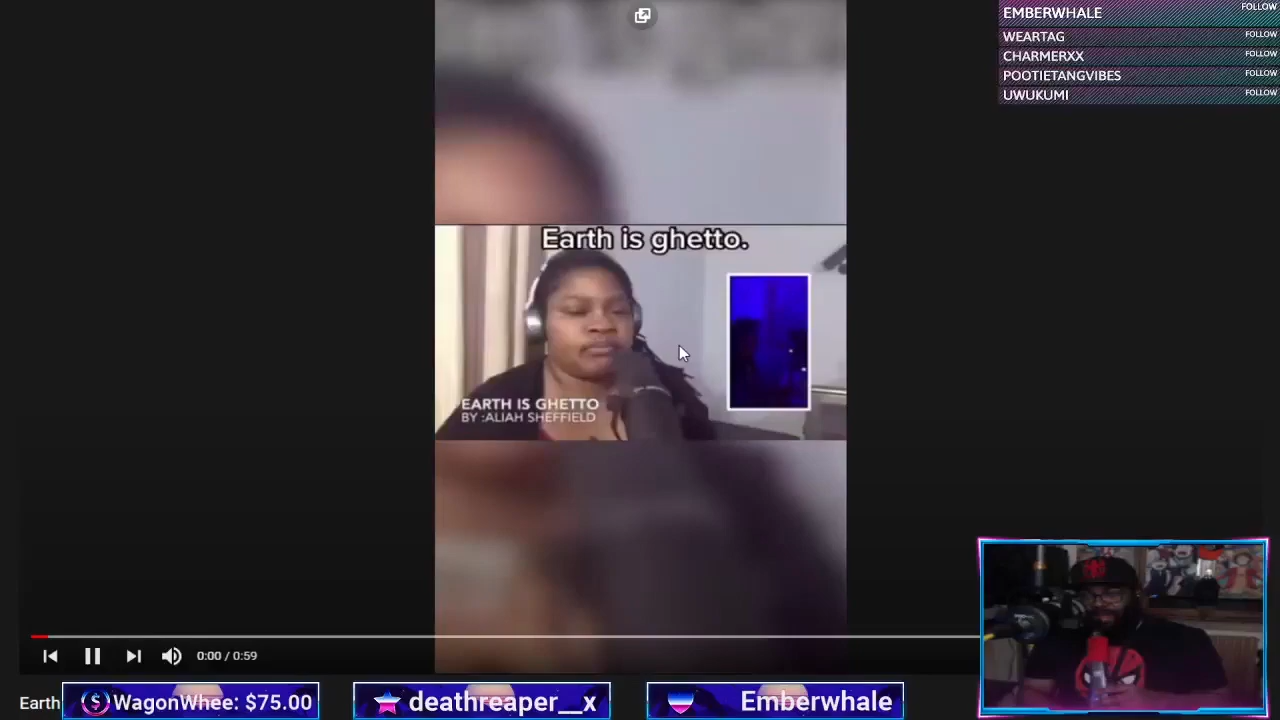 EMBERWHALE FOLLOW
WEARTAG FOLLOW
CHARMERXX FOLLOW
POOTIETANGVIBES FOLLOW
UWUKUMI FOLLOW
Earth is ghetto.
EARTH IS GHETTO
BY :ALIAH SHEFFIELD
0:00 / 0:59
Earth
WagonWhee: $75.00
deathreaper__x
Emberwhale